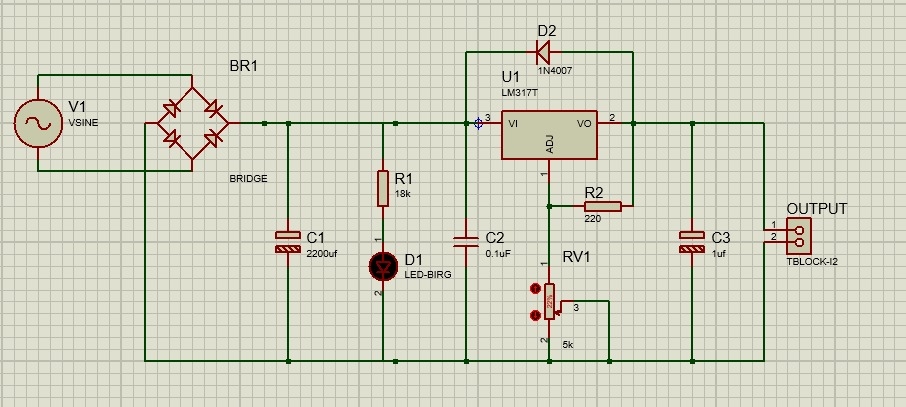 V1
VSINE
BR1
BRIDGE
C1
2200uf
R1
18k
1
D1
LED-BIRG
2
C2
0.1uF
D2
1N4007
U1
LM317T
3
VI
VO
2
ADJ
1
R2
220
RV1
1
22%
3
2
5k
C3
1uf
OUTPUT
1
2
TBLOCK-I2